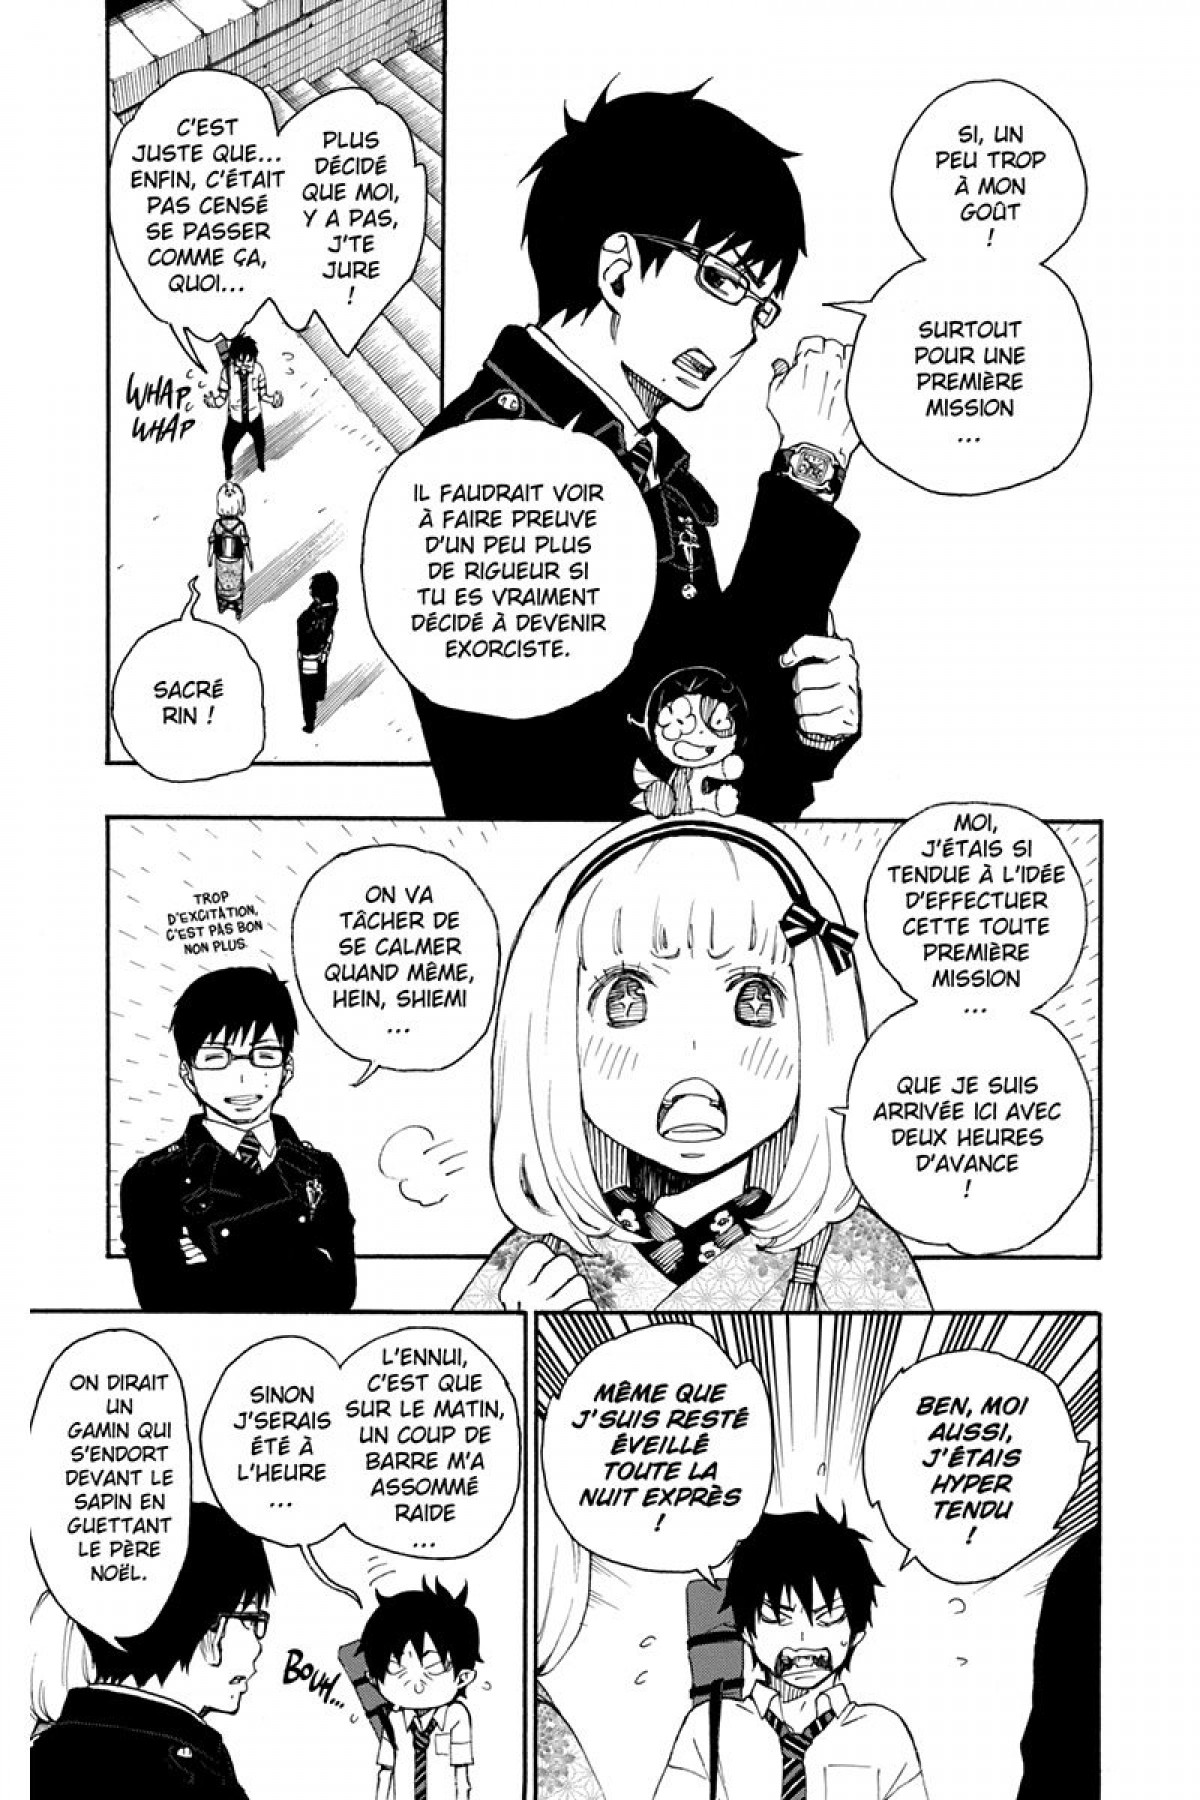 SI, UN
PEU TROP
À MON
GOÛT
!
SURTOUT
POUR UNE
PREMIÈRE
MISSION
...
IL FAUDRAIT VOIR
À FAIRE PREUVE
D'UN PEU PLUS
DE RIGUEUR SI
TU ES VRAIMENT
DÉCIDÉ À DEVENIR
EXORCISTE.
PLUS
DÉCIDÉ
QUE MOI,
Y A PAS,
J'TE
JURE
!
C'EST
JUSTE QUE...
ENFIN, C'ÉTAIT
PAS CENSÉ
SE PASSER
COMME ÇA,
QUOI...
WHAP
WHAP
SACRÉ
RIN !
MOI,
J'ÉTAIS SI
TENDUE À L'IDÉE
D'EFFECTUER
CETTE TOUTE
PREMIÈRE
MISSION
...
QUE JE SUIS
ARRIVÉE ICI AVEC
DEUX HEURES
D'AVANCE
!
ON VA
TÂCHER DE
SE CALMER
QUAND MÊME,
HEIN, SHIEMI
...
TROP
D'EXCITATION,
C'EST PAS BON
NON PLUS.
BEN, MOI
AUSSI,
J'ÉTAIS
HYPER
TENDU
!
MÊME QUE
J'SUIS RESTÉ
ÉVEILLÉ
TOUTE LA
NUIT EXPRÈS
!
L'ENNUI,
C'EST QUE
SUR LE MATIN,
UN COUP DE
BARRE M'A
ASSOMMÉ
RAIDE
...
SINON
J'SERAIS
ÉTÉ À
L'HEURE
...
BOUH...
ON DIRAIT
UN
GAMIN QUI
S'ENDORT
DEVANT LE
SAPIN EN
GUETTANT
LE PÈRE
NOËL.